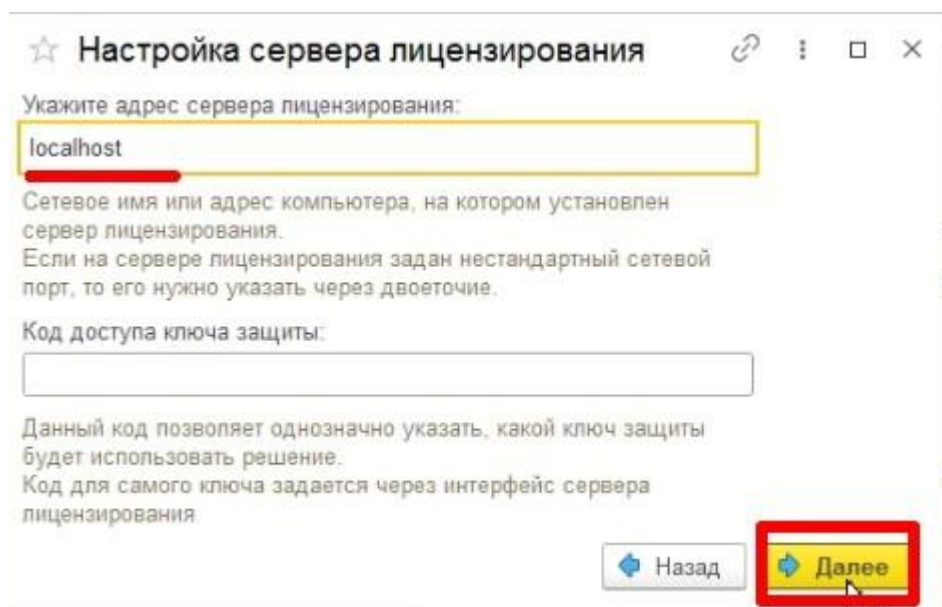 Настройка сервера лицензирования
Укажите адрес сервера лицензирования:
localhost
Сетевое имя или адрес компьютера, на котором установлен
сервер лицензирования.
Если на сервере лицензирования задан нестандартный сетевой
порт, то его нужно указать через двоеточие.
Код доступа ключа защиты:
Данный код позволяет однозначно указать, какой ключ защиты
будет использовать решение.
Код для самого ключа задается через интерфейс сервера
лицензирования
Назад
Далее